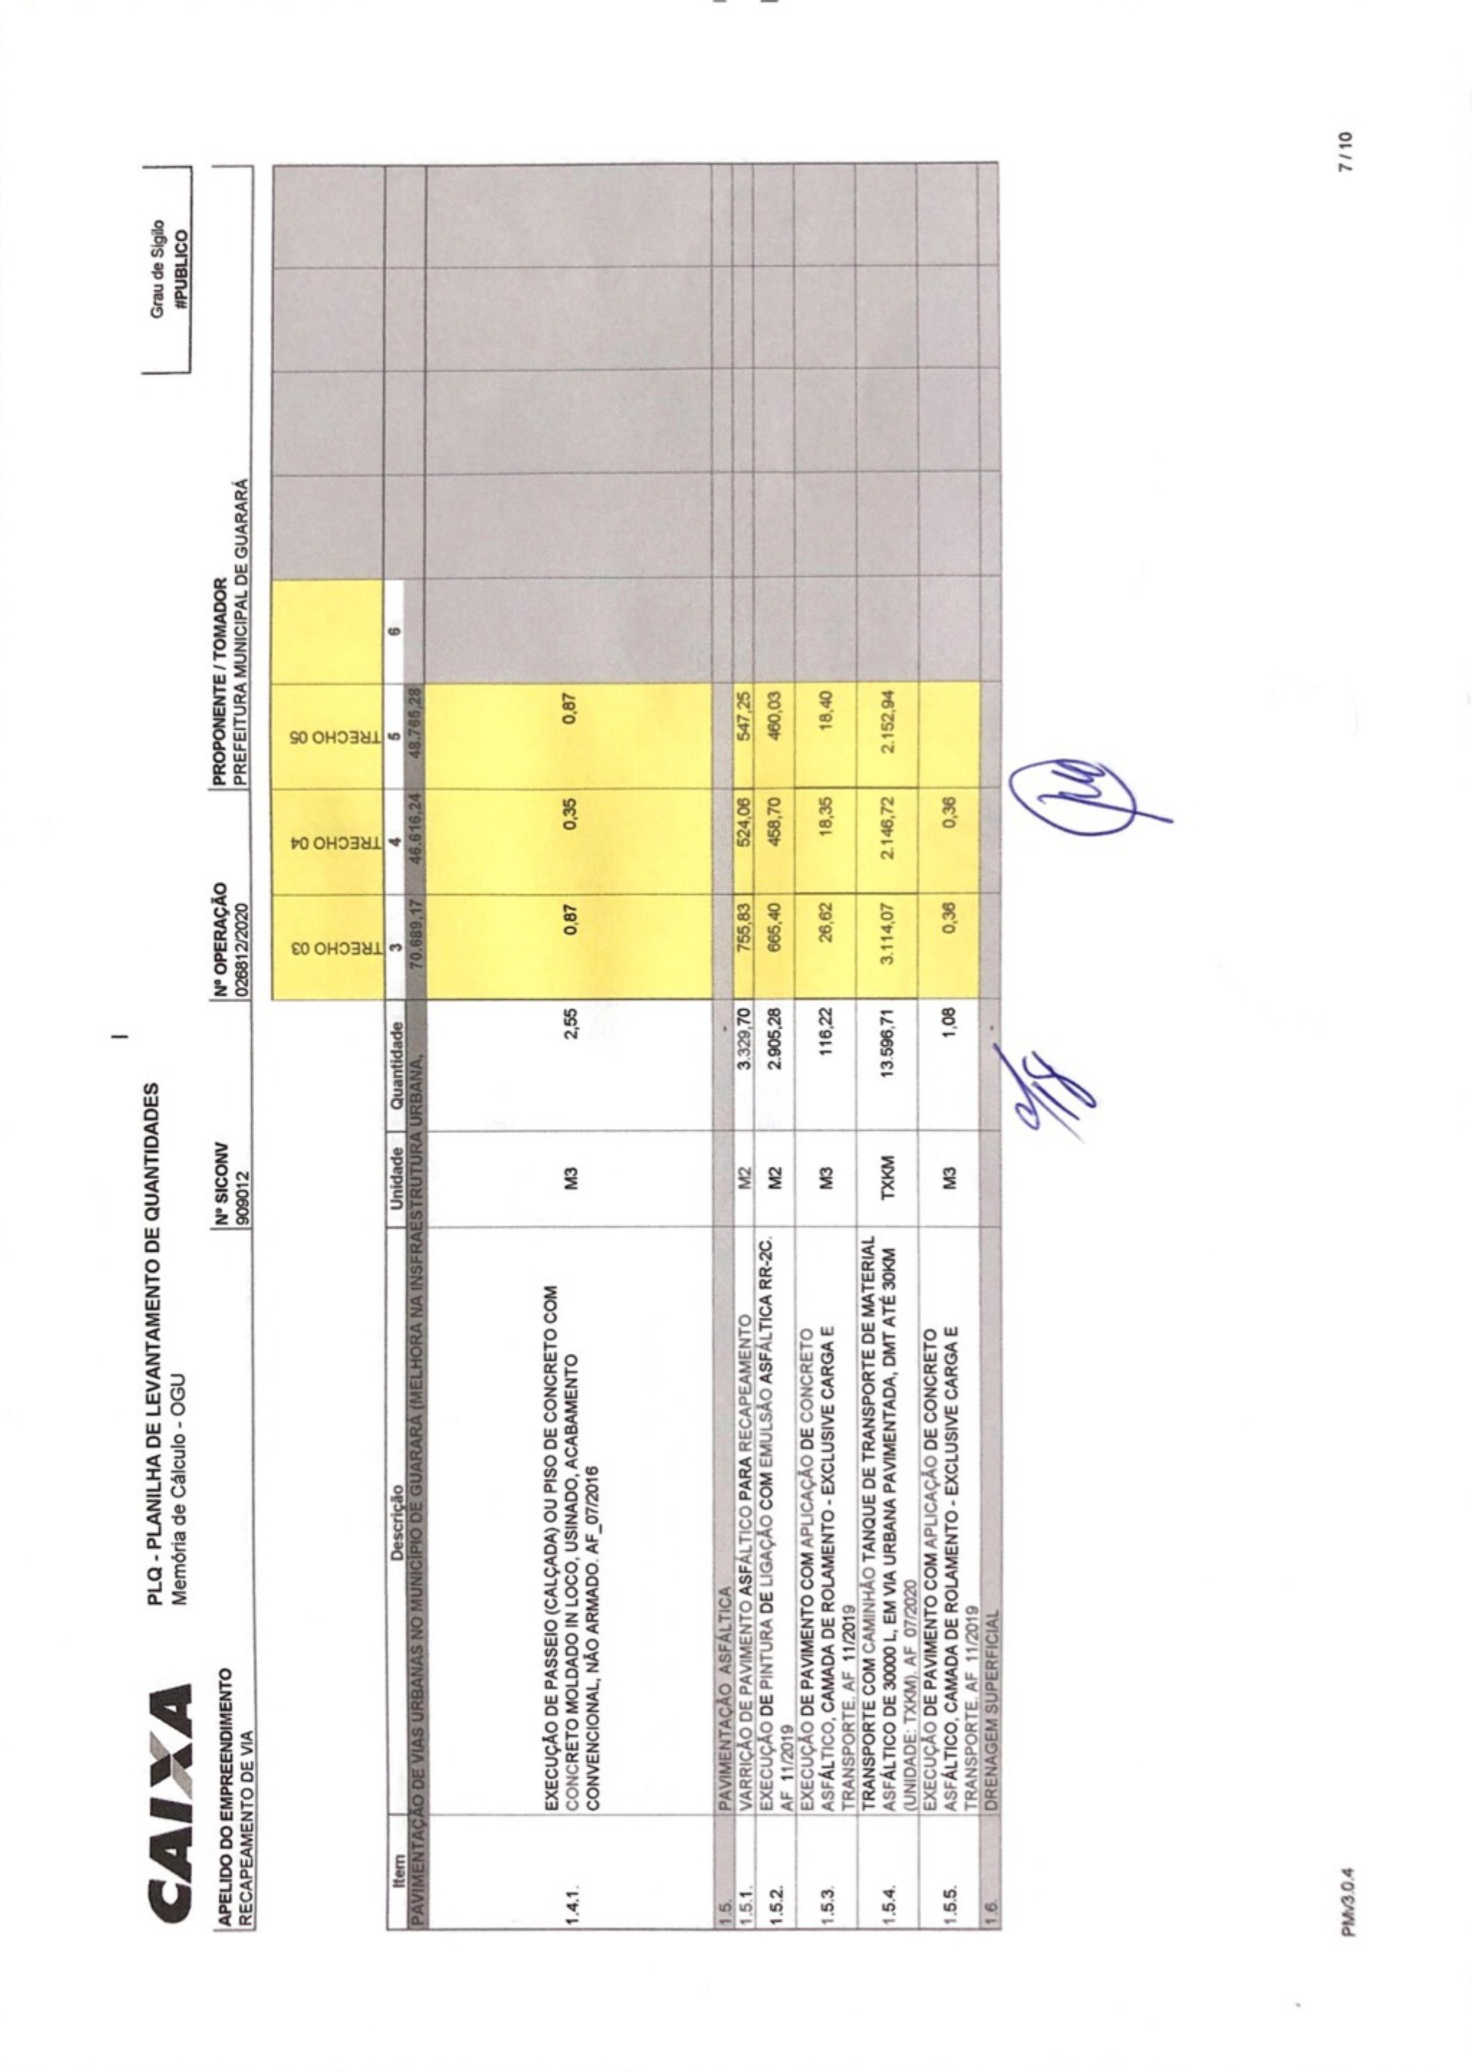 CAIXA
PLQ - PLANILHA DE LEVANTAMENTO DE QUANTIDADES
Memória de Cálculo - OGU
Grau de Sigilo
#PUBLICO
APELIDO DO EMPREENDIMENTO
RECAPEAMENTO DE VIA
Nº SICONV
909012
Nº OPERAÇÃO
026812/2020
PROPONENTE / TOMADOR
PREFEITURA MUNICIPAL DE GUARARÁ
TRECHO 03 TRECHO 04 TRECHO 05
Item Descrição Unidade Quantidade 3 4 5 6
PAVIMENTAÇÃO DE VIAS URBANAS NO MUNICÍPIO DE GUARARÁ (MELHORA NA INSFRAESTRUTURA URBANA, 70.689,17 46.616,24 48.765,28
1.4.1. EXECUÇÃO DE PASSEIO (CALÇADA) OU PISO DE CONCRETO COM
CONCRETO MOLDADO IN LOCO, USINADO, ACABAMENTO
CONVENCIONAL, NÃO ARMADO. AF_07/2016 M3 2,55 0,87 0,35 0,87
1.5. PAVIMENTAÇÃO ASFÁLTICA -
1.5.1. VARRIÇÃO DE PAVIMENTO ASFÁLTICO PARA RECAPEAMENTO M2 3.329,70 755,83 524,06 547,25
1.5.2. EXECUÇÃO DE PINTURA DE LIGAÇÃO COM EMULSÃO ASFÁLTICA RR-2C.
AF 11/2019 M2 2.905,28 665,40 458,70 460,03
1.5.3. EXECUÇÃO DE PAVIMENTO COM APLICAÇÃO DE CONCRETO
ASFÁLTICO, CAMADA DE ROLAMENTO - EXCLUSIVE CARGA E
TRANSPORTE. AF 11/2019 M3 116,22 26,62 18,35 18,40
1.5.4. TRANSPORTE COM CAMINHÃO TANQUE DE TRANSPORTE DE MATERIAL
ASFÁLTICO DE 30000 L, EM VIA URBANA PAVIMENTADA, DMT ATÉ 30KM
(UNIDADE: TXKM). AF 07/2020 TXKM 13.596,71 3.114,07 2.146,72 2.152,94
1.5.5. EXECUÇÃO DE PAVIMENTO COM APLICAÇÃO DE CONCRETO
ASFÁLTICO, CAMADA DE ROLAMENTO - EXCLUSIVE CARGA E
TRANSPORTE. AF 11/2019 M3 1,08 0,36 0,36
1.6. DRENAGEM SUPERFICIAL -
PMv3.0.4
7 / 10